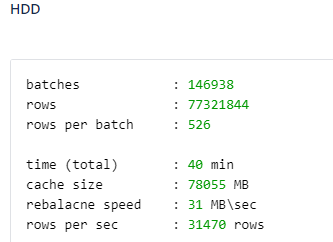 HDD
batches : 146938
rows : 77321844
rows per batch : 526
time (total) : 40 min
cache size : 78055 MB
rebalacne speed : 31 MB\sec
rows per sec : 31470 rows